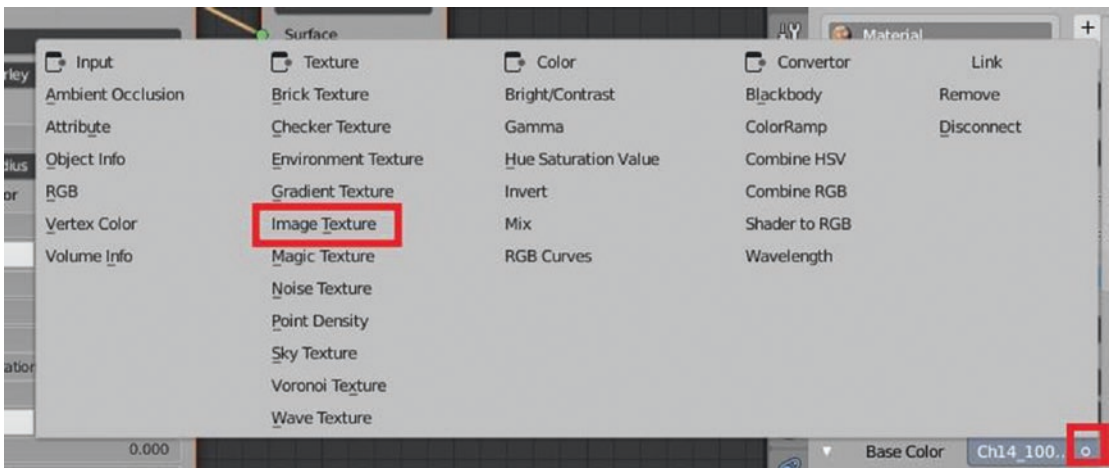 Surface
Material
Input
Texture
Color
Convertor
Link
Ambient Occlusion
Brick Texture
Bright/Contrast
Blackbody
Remove
Attribute
Checker Texture
Gamma
ColorRamp
Disconnect
Object Info
Environment Texture
Hue Saturation Value
Combine HSV
RGB
Gradient Texture
Invert
Combine RGB
Vertex Color
Image Texture
Mix
Shader to RGB
Volume Info
Magic Texture
RGB Curves
Wavelength
Noise Texture
Point Density
Sky Texture
Voronoi Texture
Wave Texture
0.000
Base Color
Ch14_100..